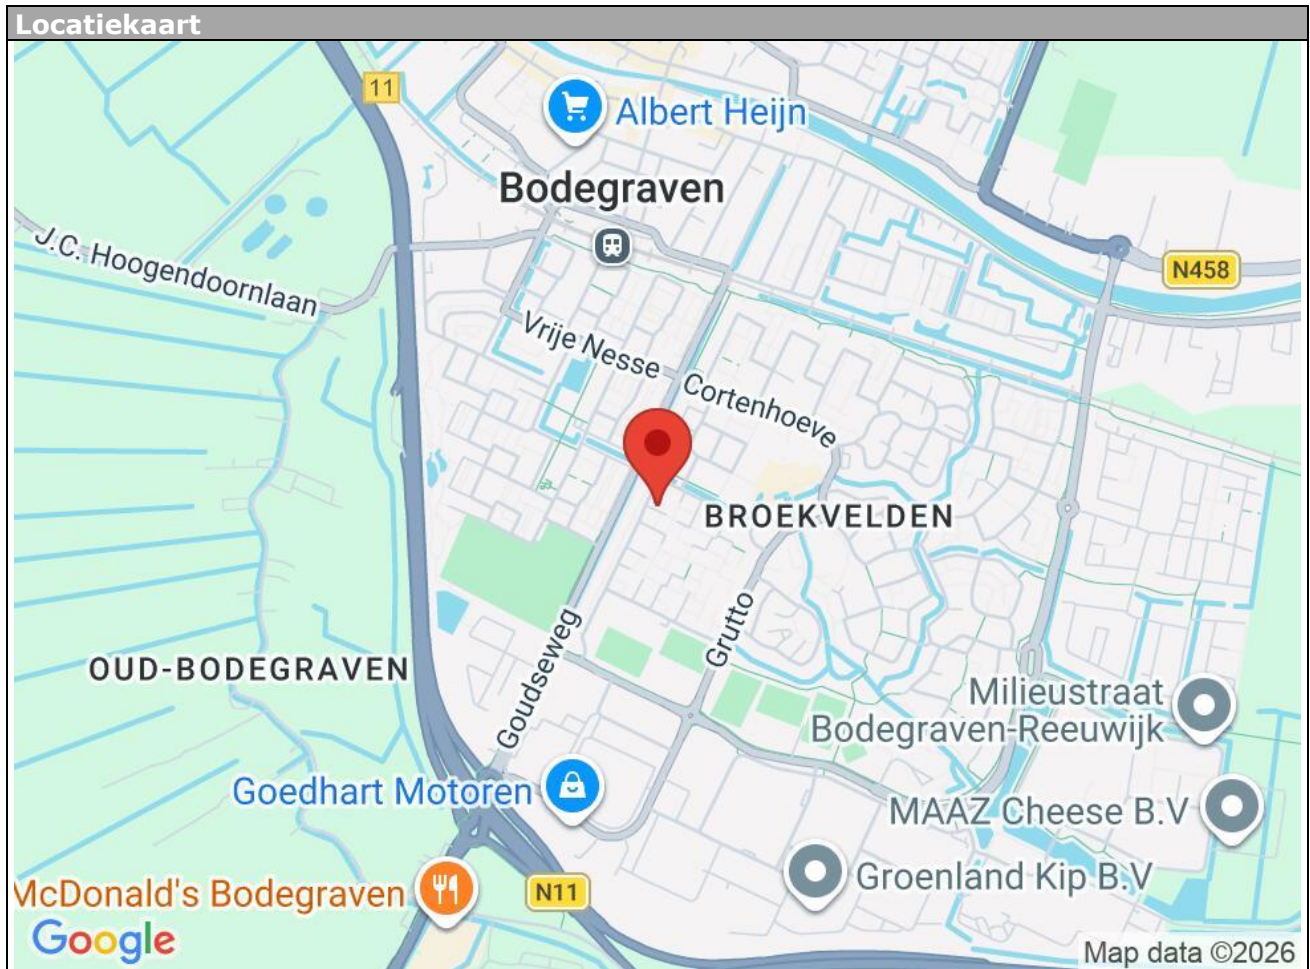 Locatiekaart
11
Albert Heijn
Bodegraven
J.C. Hoogendoornlaan
N458
Vrije Nesse
Cortenhoeve
BROEKVELDEN
Grutto
OUD-BODEGRAVEN
Goudseweg
Milieustraat
Bodegraven-Reeuwijk
Goedhart Motoren
MAAZ Cheese B.V
Groenland Kip B.V
McDonald's Bodegraven
N11
Google
Map data ©2026